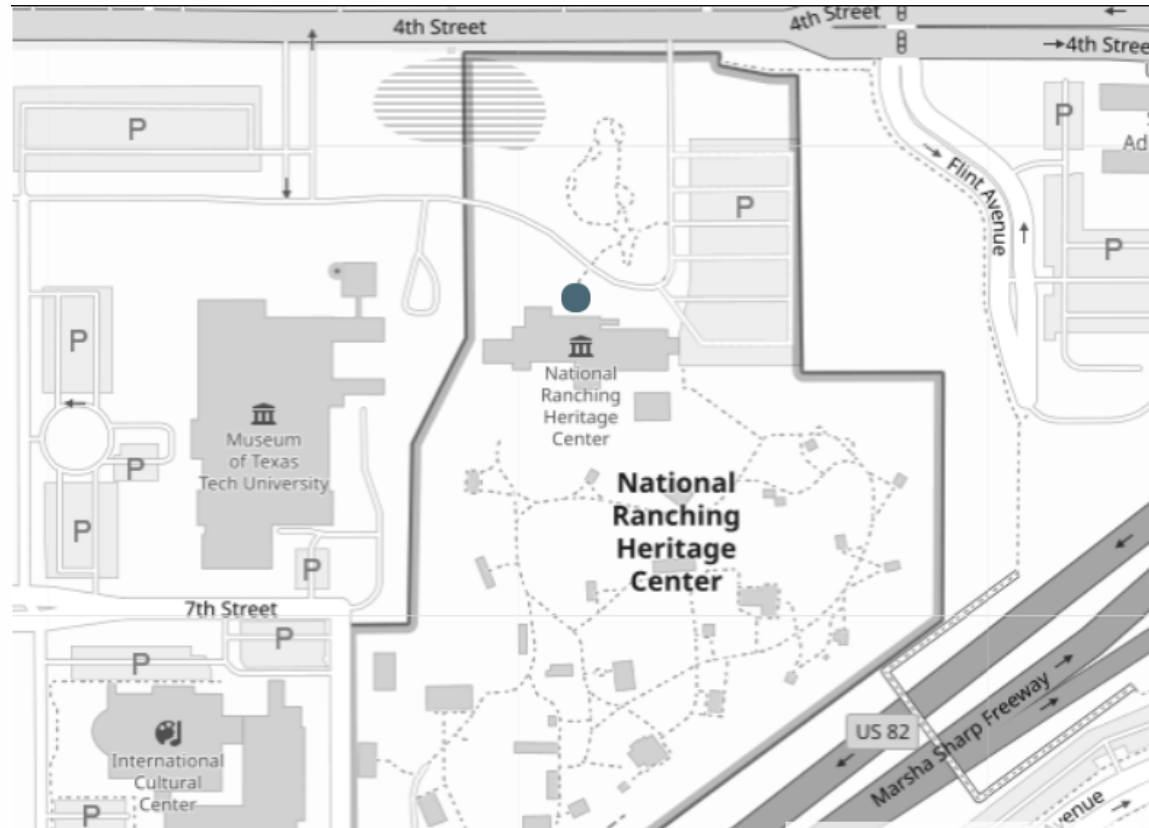 4th Street
4th Street
4th Stree
P
P
Ad
Flint Avenue
P
P
P
National
Ranching
Heritage
Center
Museum
of Texas
Tech University
P
P
National
Ranching
Heritage
Center
P
P
7th Street
P
P
US 82
Marsha Sharp Freeway
International
Cultural
Center
P
venue